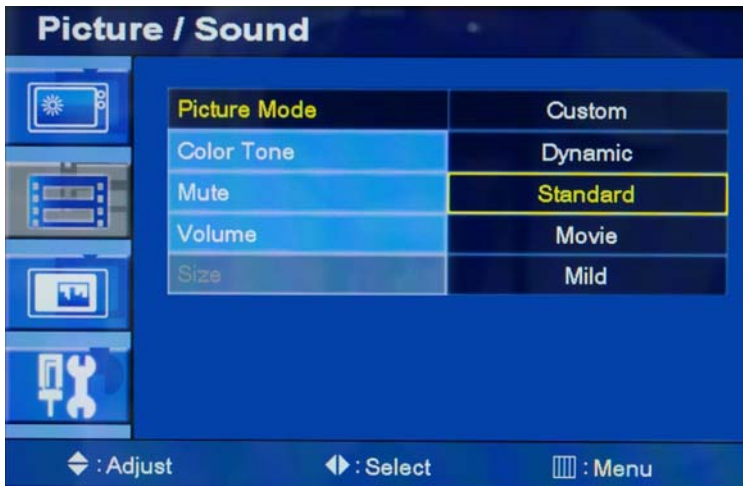 Picture / Sound
Picture Mode Custom
Color Tone Dynamic
Mute Standard
Volume Movie
Size Mild
: Adjust : Select : Menu